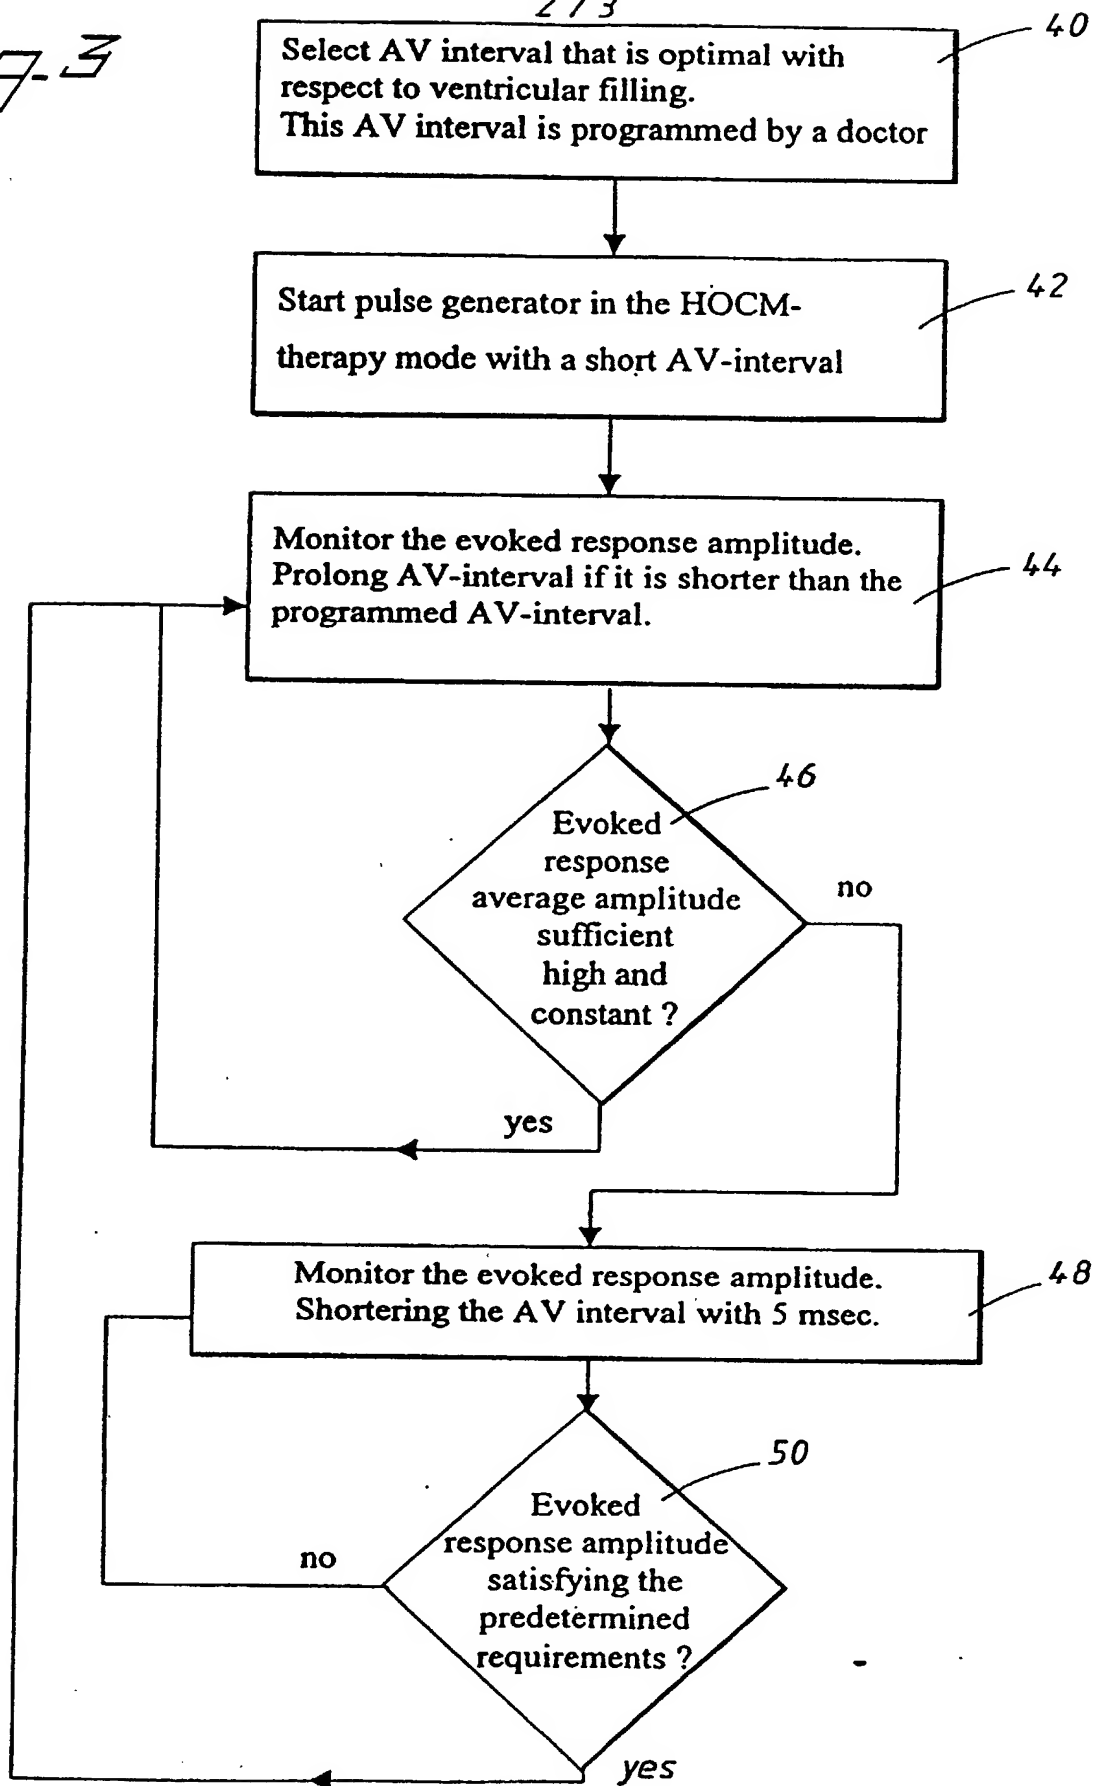 2/3
40
Select AV interval that is optimal with
respect to ventricular filling.
This AV interval is programmed by a doctor
42
Start pulse generator in the HOCM-
therapy mode with a short AV-interval
44
Monitor the evoked response amplitude.
Prolong AV-interval if it is shorter than the
programmed AV-interval.
46
Evoked
response
average amplitude
sufficient
high and
constant ?
no
yes
48
Monitor the evoked response amplitude.
Shortering the AV interval with 5 msec.
50
Evoked
response amplitude
satisfying the
predetermined
requirements ?
no
yes